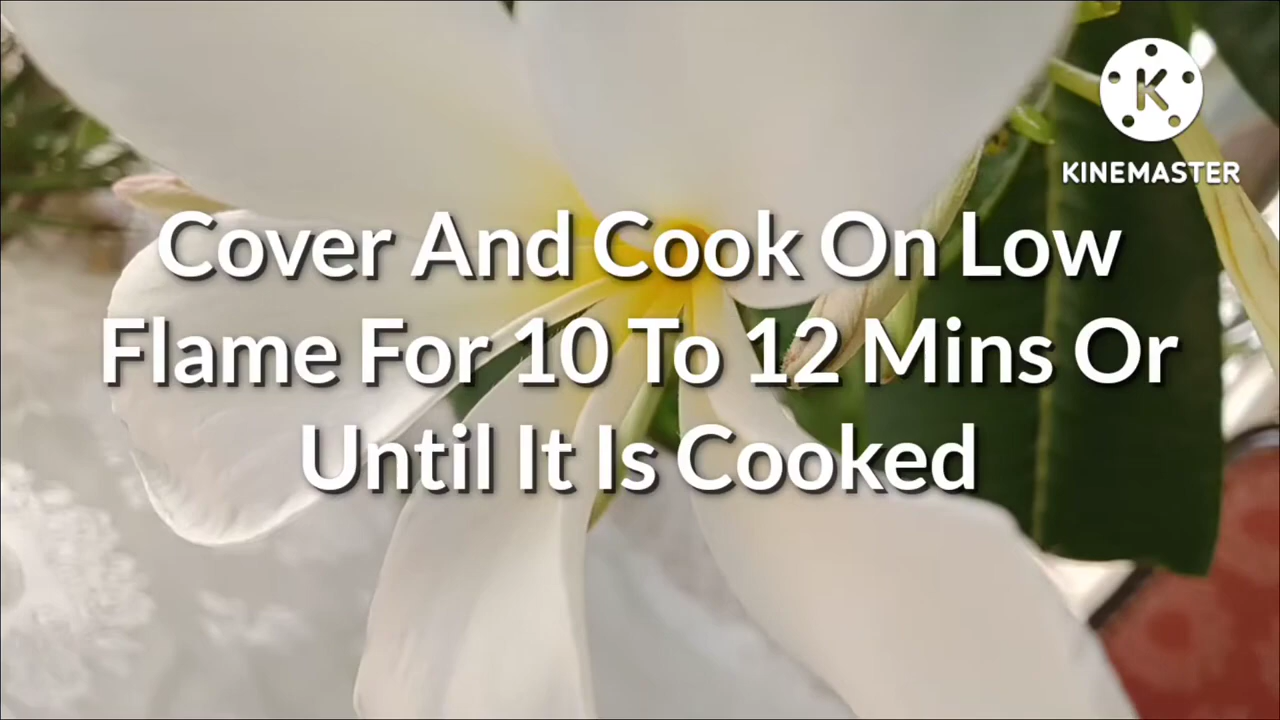 K
KINEMASTER
Cover And Cook On Low
Flame For 10 To 12 Mins Or
Until It Is Cooked